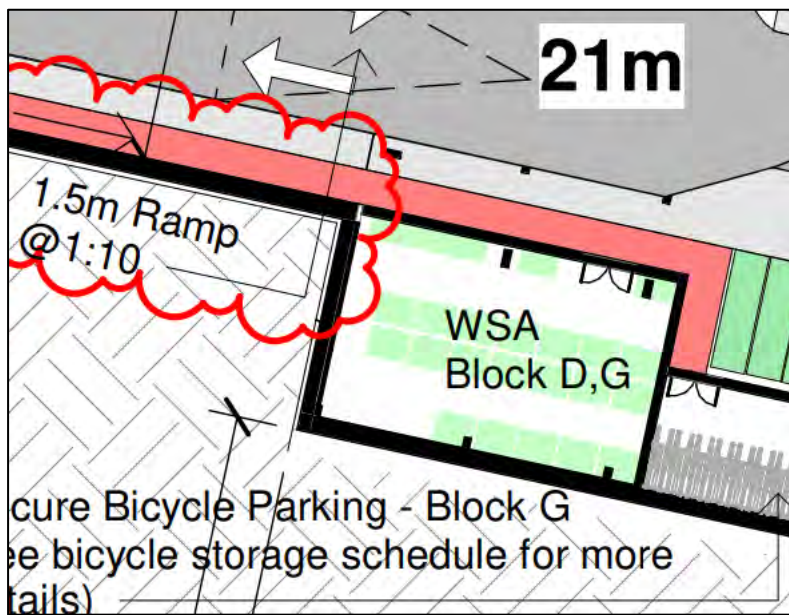 21m
1.5m Ramp
@1:10
WSA
Block D,G
cure Bicycle Parking - Block G
ee bicycle storage schedule for more
tails)